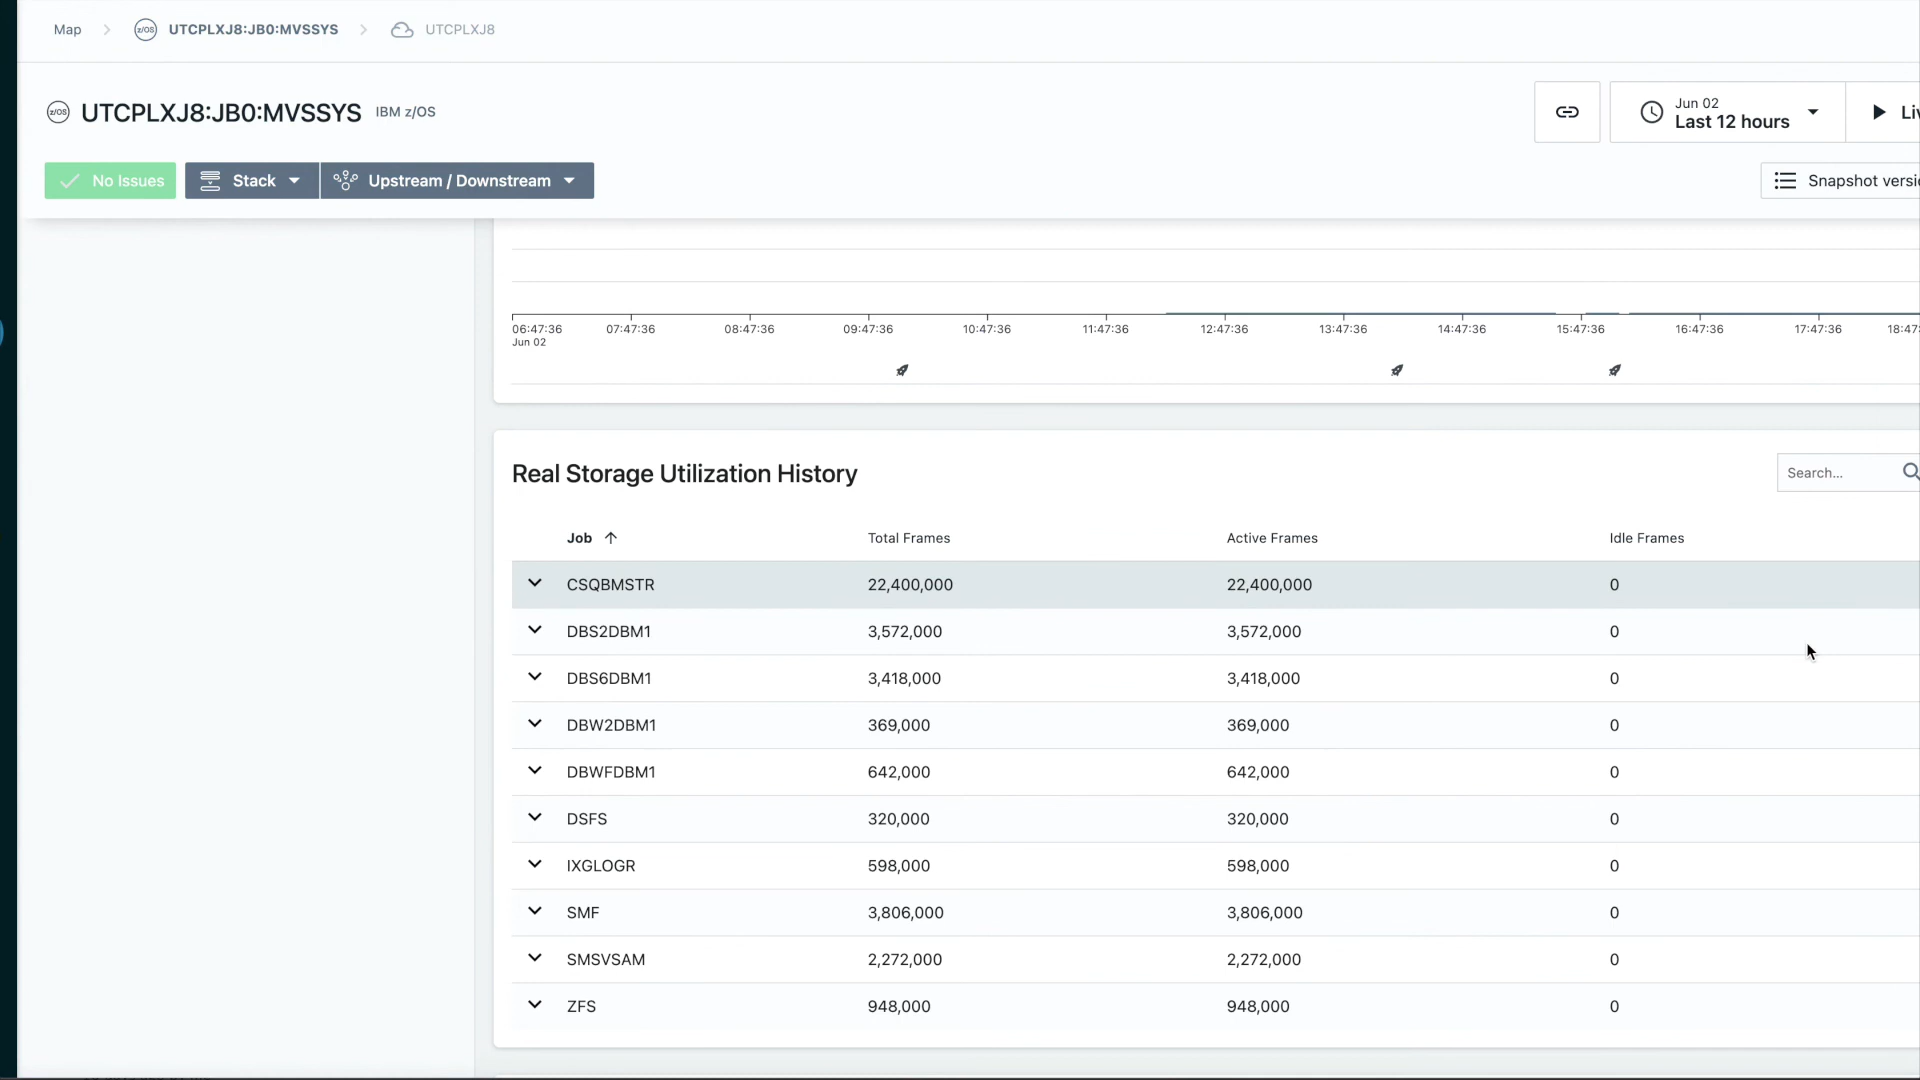 Map
z/OS
UTCPLXJ8:JB0:MVSSYS
UTCPLXJ8
z/OS
UTCPLXJ8:JB0:MVSSYS
IBM z/OS
Jun 02
Last 12 hours
Liv
No Issues
Stack
Upstream / Downstream
Snapshot versio
06:47:36 07:47:36 08:47:36 09:47:36 10:47:36 11:47:36 12:47:36 13:47:36 14:47:36 15:47:36 16:47:36 17:47:36 18:47:
Jun 02
Real Storage Utilization History
Search...
Job Total Frames Active Frames Idle Frames
CSQBMSTR 22,400,000 22,400,000 0
DBS2DBM1 3,572,000 3,572,000 0
DBS6DBM1 3,418,000 3,418,000 0
DBW2DBM1 369,000 369,000 0
DBWFDBM1 642,000 642,000 0
DSFS 320,000 320,000 0
IXGLOGR 598,000 598,000 0
SMF 3,806,000 3,806,000 0
SMSVSAM 2,272,000 2,272,000 0
ZFS 948,000 948,000 0